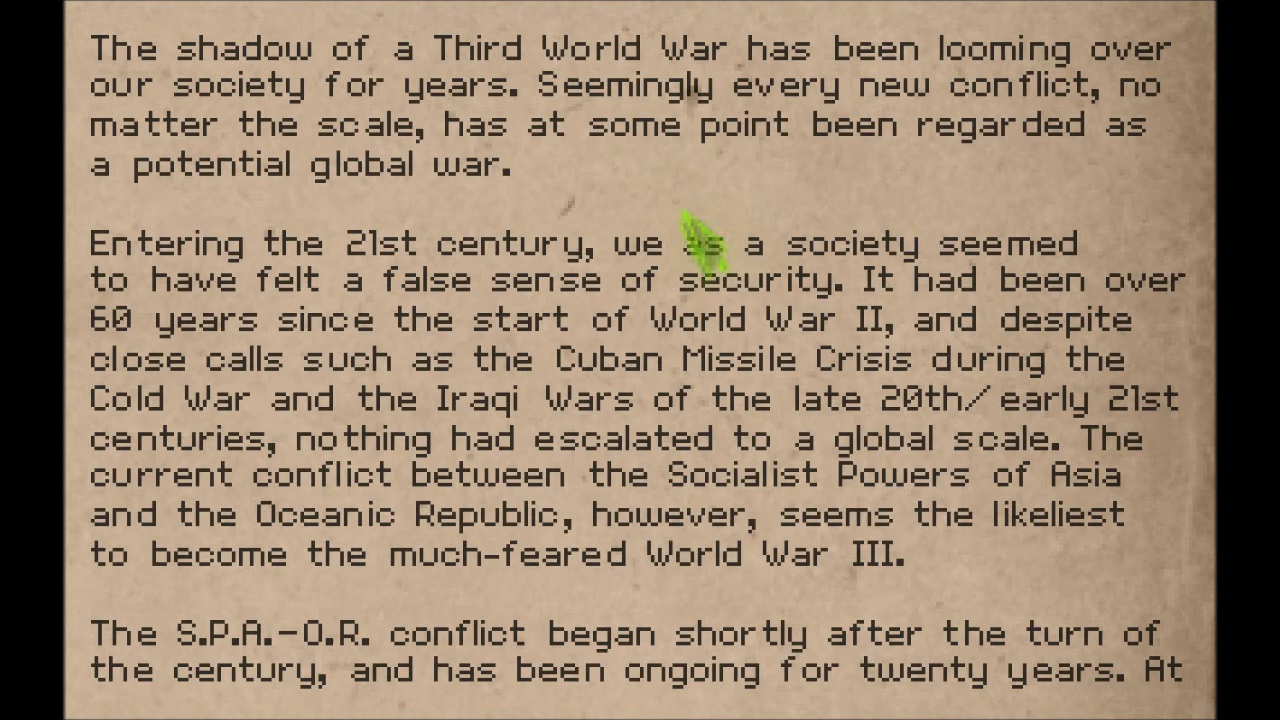 The shadow of a Third World War has been looming over
our society for years. Seemingly every new conflict, no
matter the scale, has at some point been regarded as
a potential global war.
Entering the 21st century, we as a society seemed
to have felt a false sense of security. It had been over
60 years since the start of World War II, and despite
close calls such as the Cuban Missile Crisis during the
Cold War and the Iraqi Wars of the late 20th/early 21st
centuries, nothing had escalated to a global scale. The
current conflict between the Socialist Powers of Asia
and the Oceanic Republic, however, seems the likeliest
to become the much-feared World War III.
The S.P.A.-O.R. conflict began shortly after the turn of
the century, and has been ongoing for twenty years. At